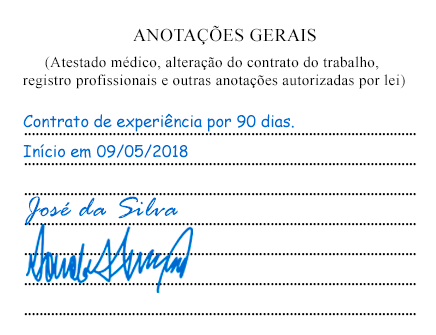 ANOTAÇÕES GERAIS
(Atestado médico, alteração do contrato do trabalho,
registro profissionais e outras anotações autorizadas por lei)
Contrato de experiência por 90 dias.
Início em 09/05/2018
José da Silva